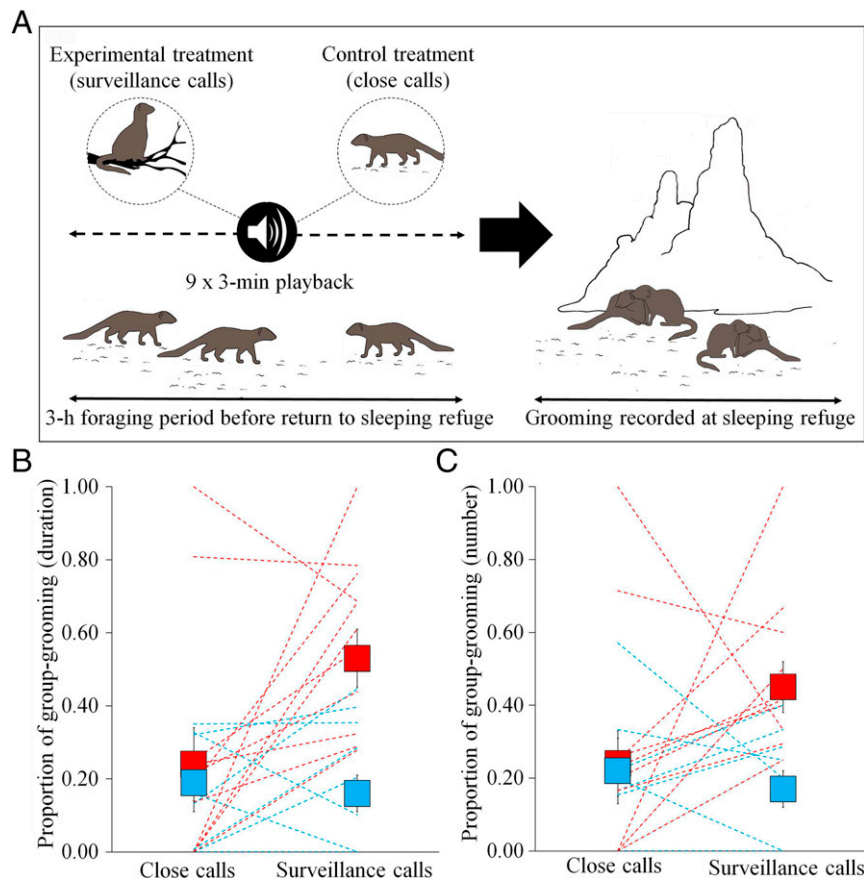 A
Experimental treatment
(surveillance calls)
Control treatment
(close calls)
9 x 3-min playback
3-h foraging period before return to sleeping refuge
Grooming recorded at sleeping refuge
B
Proportion of group-grooming (duration)
1.00
0.80
0.60
0.40
0.20
0.00
Close calls
Surveillance calls
C
Proportion of group-grooming (number)
1.00
0.80
0.60
0.40
0.20
0.00
Close calls
Surveillance calls